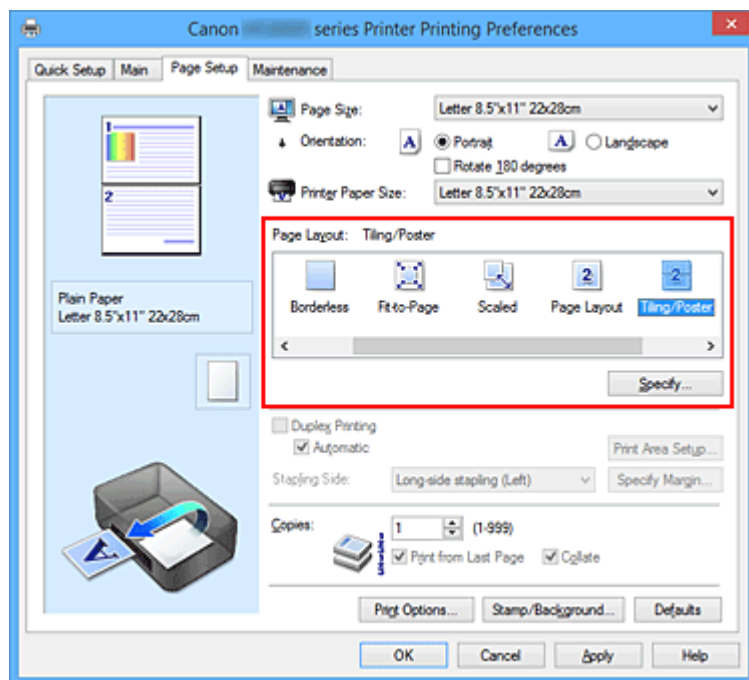 Canon series Printer Printing Preferences
Quick Setup Main Page Setup Maintenance
1
2
Plain Paper
Letter 8.5"x11" 22x28cm
A
Page Size: Letter 8.5"x11" 22x28cm
Orientation: A Portrait A Landscape
Rotate 180 degrees
Printer Paper Size: Letter 8.5"x11" 22x28cm
Page Layout: Tiling/Poster
2 2
Borderless Fit-to-Page Scaled Page Layout Tiling/Poster
Specify...
Duplex Printing
Automatic Print Area Setup...
Stapling Side: Long-side stapling (Left) Specify Margin...
Copies: 1 (1-999)
Print from Last Page Collate
Print Options... Stamp/Background... Defaults
OK Cancel Apply Help